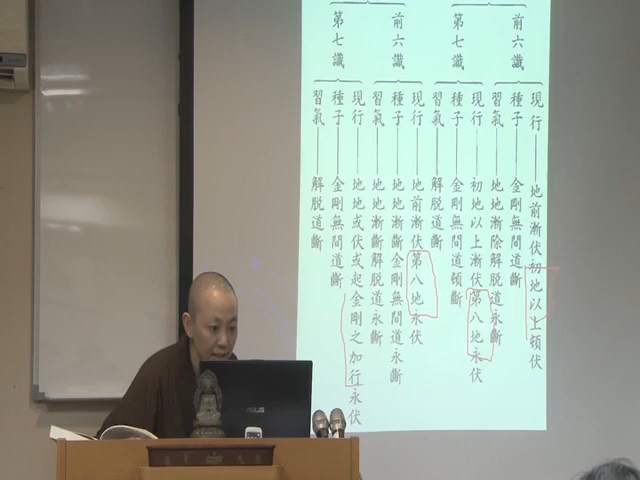 前六識
現行——地前漸伏初地以上頓伏
種子——金剛無間道斷
習氣——地地漸除解脫道永斷
第七識
現行——初地以上漸伏第八地永伏
種子——金剛無間道頓斷
習氣——解脫道斷
前六識
現行——地前漸伏第八地永伏
種子——地地漸斷金剛無間道永斷
習氣——地地漸斷解脫道永斷
第七識
現行——地地或伏或起金剛之加行永伏
種子——金剛無間道斷
習氣——解脫道斷
ASUS